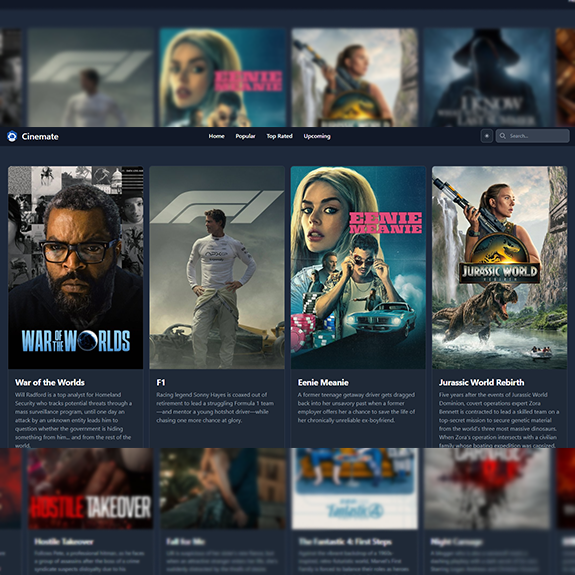 EENIE
MEANIE
I KNOW
Cinemate
Home Popular Top Rated Upcoming
Search...
WAR OF THE WORLDS
EENIE
MEANIE
JURASSIC WORLD
REBIRTH
War of the Worlds
Will Radford is a top analyst for Homeland
Security who tracks potential threats through a
mass surveillance program, until one day an
attack by an unknown entity leads him to
question whether the government is hiding
something from him... and from the rest of the
world.
F1
Racing legend Sonny Hayes is coaxed out of
retirement to lead a struggling Formula 1 team
—and mentor a young hotshot driver—while
chasing one more chance at glory.
Eenie Meanie
A former teenage getaway driver gets dragged
back into her unsavory past when a former
employer offers her a chance to save the life of
her chronically unreliable ex-boyfriend.
Jurassic World Rebirth
Five years after the events of Jurassic World
Dominion, covert operations expert Zora
Bennett is contracted to lead a skilled team on a
top-secret mission to secure genetic material
from the world's three most massive dinosaurs.
When Zora's operation intersects with a civilian
family whose boating expedition was capsized,
HOSTILE TAKEOVER
Fantastic 4
Hostile Takeover
Fall for Me
The Fantastic 4: First Steps
Night Carnage